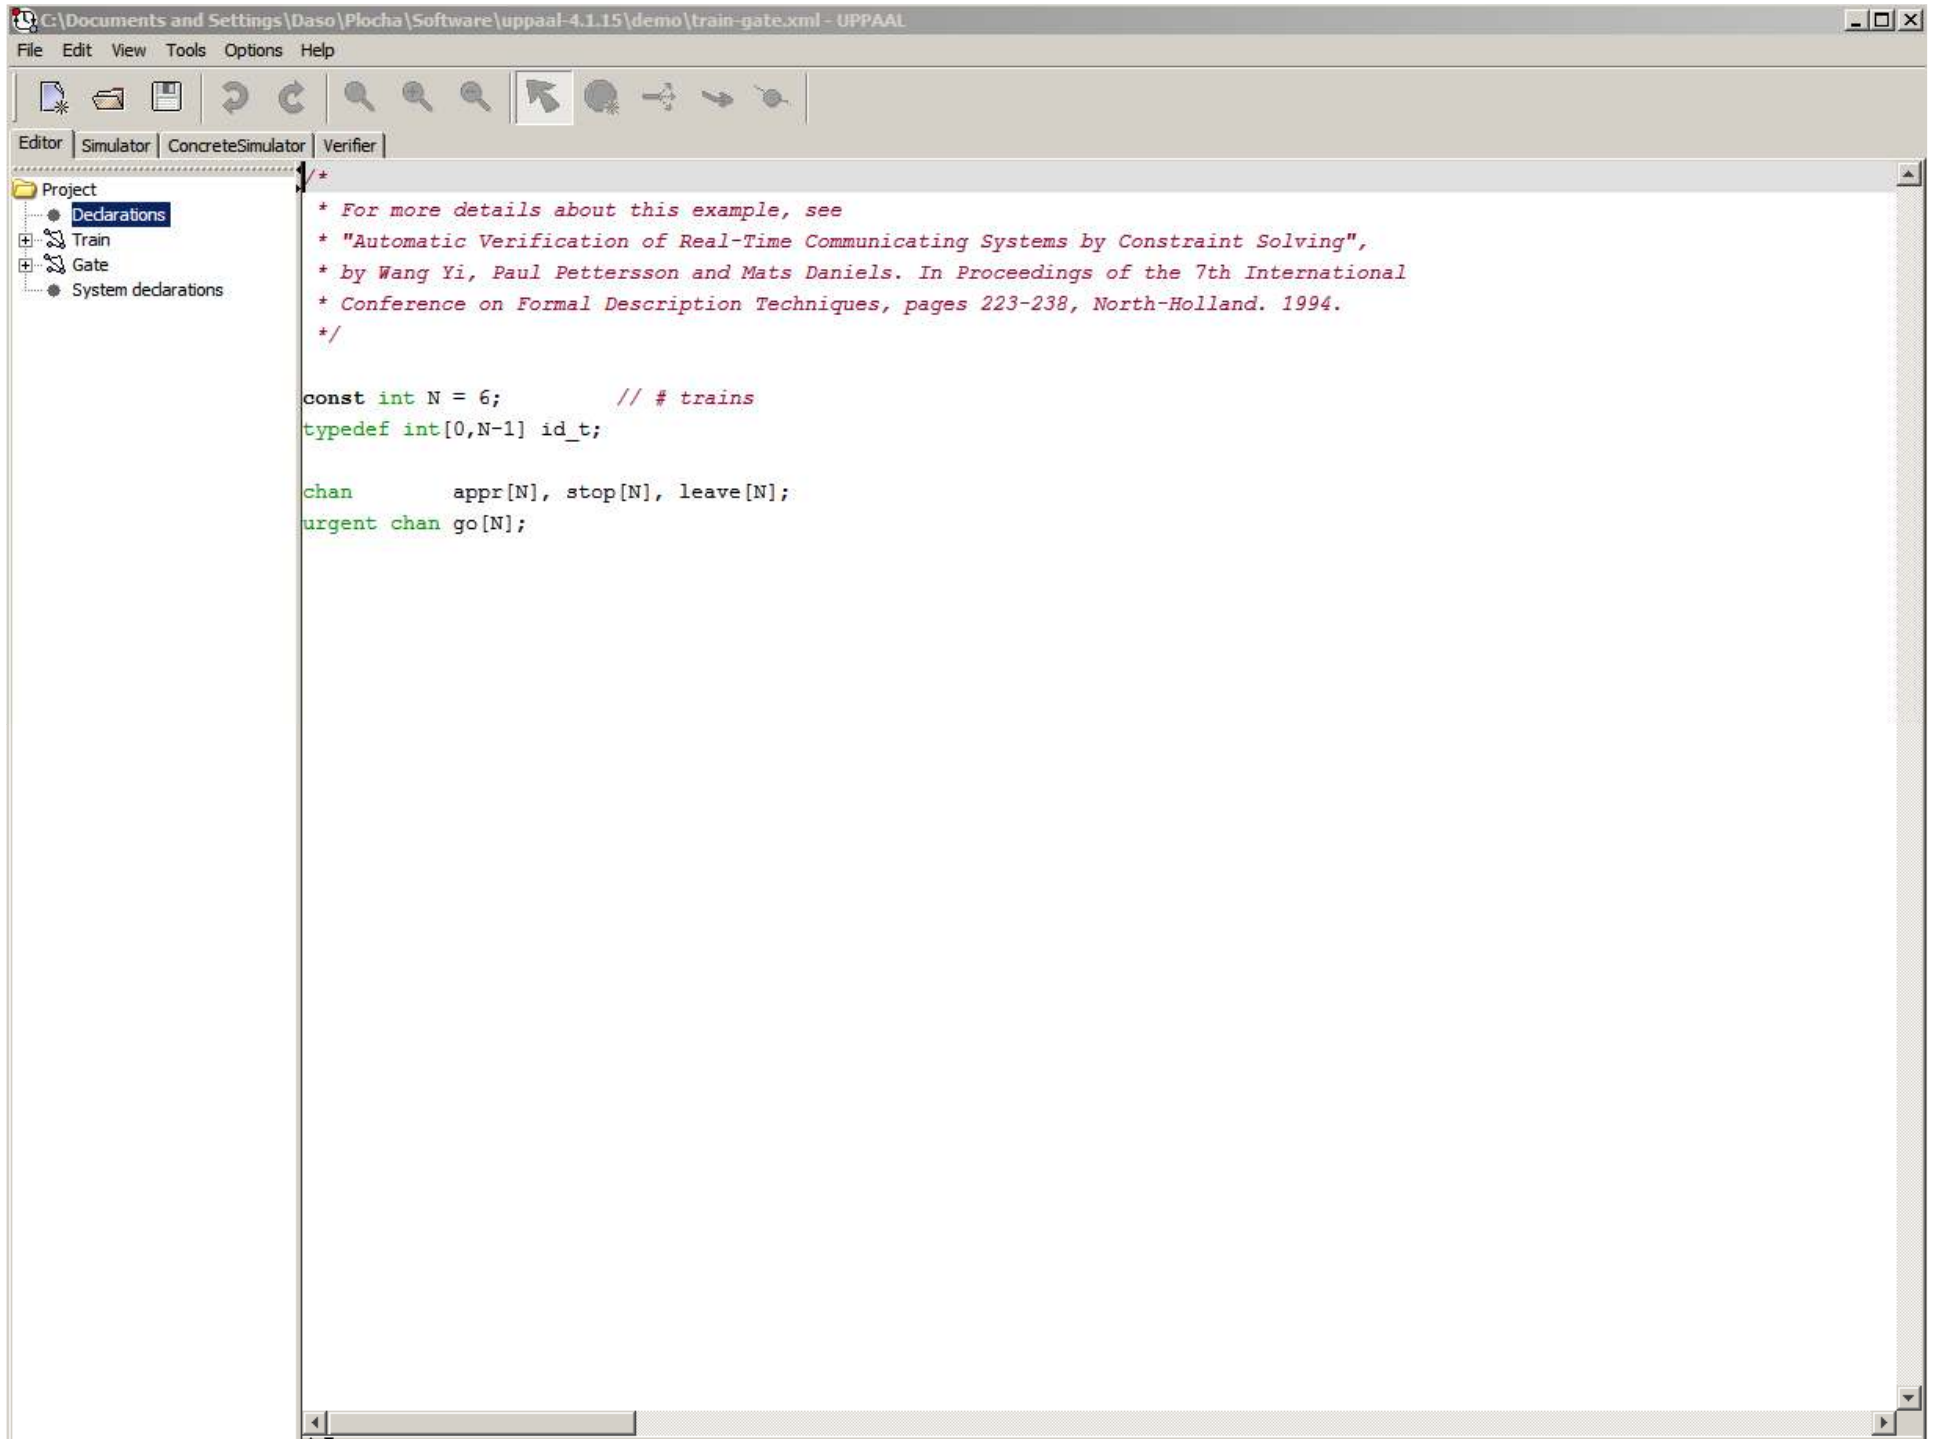 C:\Documents and Settings\Daso\Plocha\Software\uppaal-4.1.15\demo\train-gate.xml - UPPAAL
File Edit View Tools Options Help
Editor Simulator ConcreteSimulator Verifier
Project
Declarations
Train
Gate
System declarations
/*
* For more details about this example, see
* "Automatic Verification of Real-Time Communicating Systems by Constraint Solving",
* by Wang Yi, Paul Pettersson and Mats Daniels. In Proceedings of the 7th International
* Conference on Formal Description Techniques, pages 223-238, North-Holland. 1994.
*/
const int N = 6; // # trains
typedef int[0,N-1] id_t;
chan appr[N], stop[N], leave[N];
urgent chan go[N];